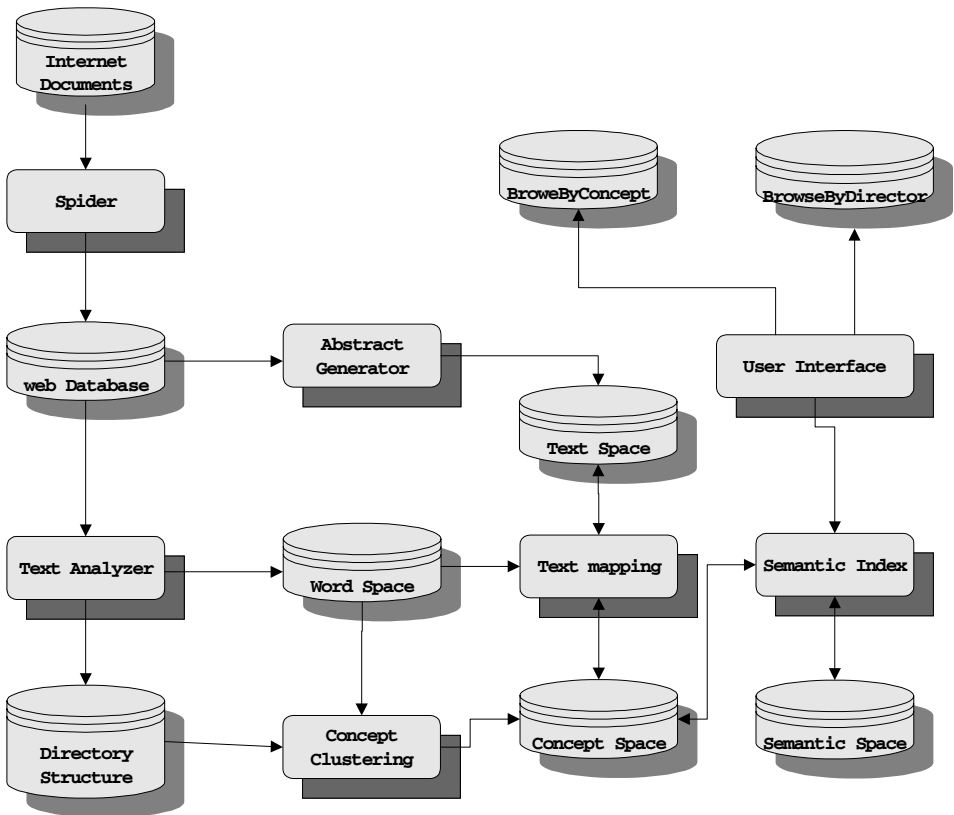 Internet
Documents
BroweByConcept
BrowseByDirector
Spider
Abstract
Generator
User Interface
web Database
Text Space
Text Analyzer
Word Space
Text mapping
Semantic Index
Directory
Structure
Concept
Clustering
Concept Space
Semantic Space